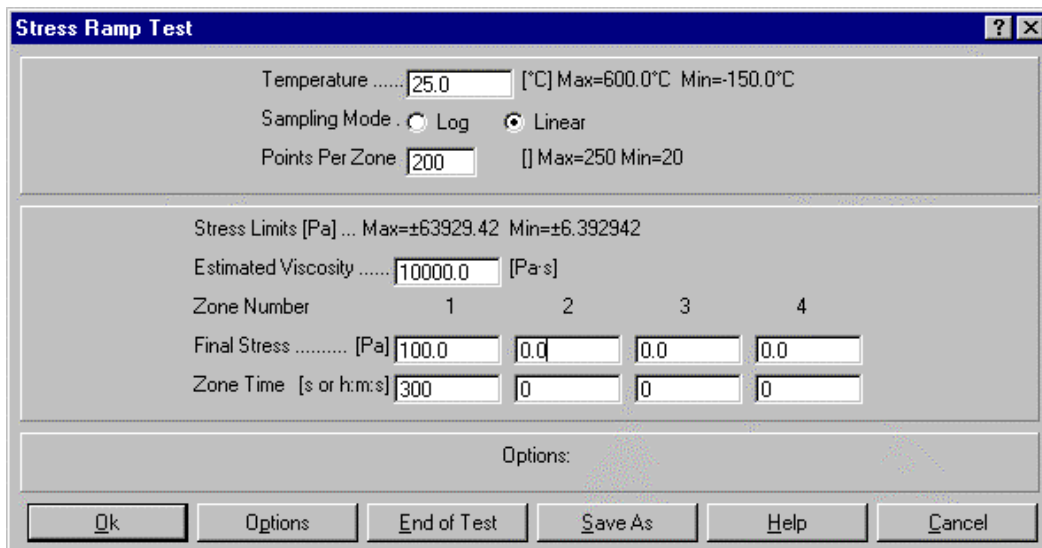 Stress Ramp Test ? ×
Temperature ...... 25.0 [°C] Max=600.0°C Min=-150.0°C
Sampling Mode . Log Linear
Points Per Zone 200 [] Max=250 Min=20
Stress Limits [Pa] ... Max=±63929.42 Min=±6.392942
Estimated Viscosity ...... 10000.0 [Pa·s]
Zone Number 1 2 3 4
Final Stress .......... [Pa] 100.0 0.0 0.0 0.0
Zone Time [s or h:m:s] 300 0 0 0
Options:
Ok Options End of Test Save As Help Cancel